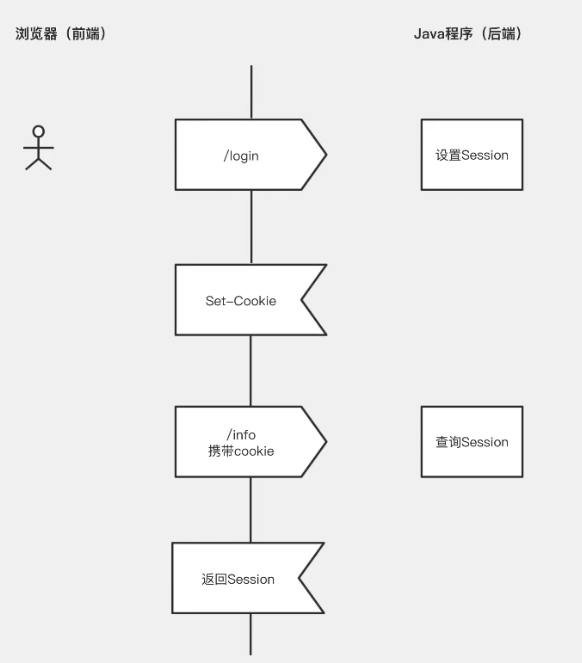 浏览器（前端）
Java程序（后端）
/login
设置Session
Set-Cookie
/info
携带cookie
查询Session
返回Session